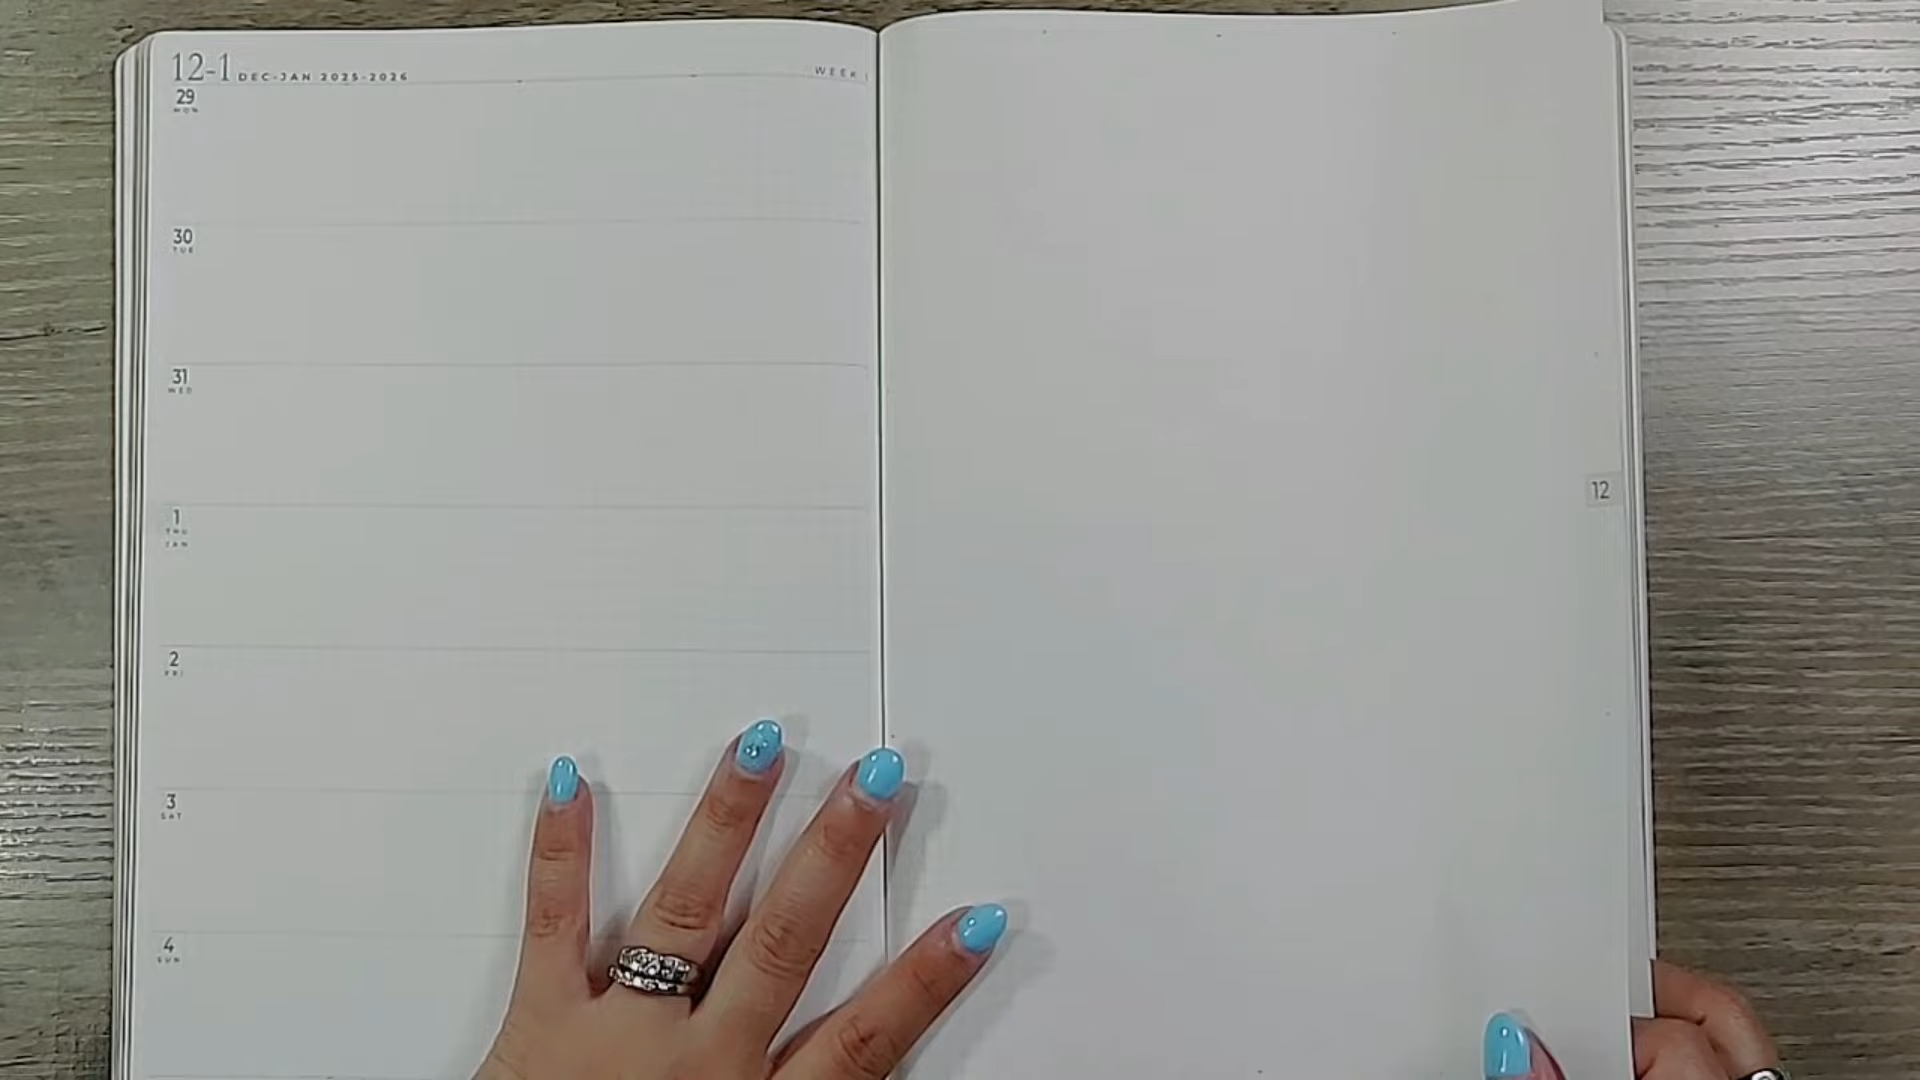 12-1 DEC-JAN 2025-2026
WEEK 1
29
MON
30
TUE
31
WED
1
THU
JAN
2
FRI
3
SAT
4
SUN
12